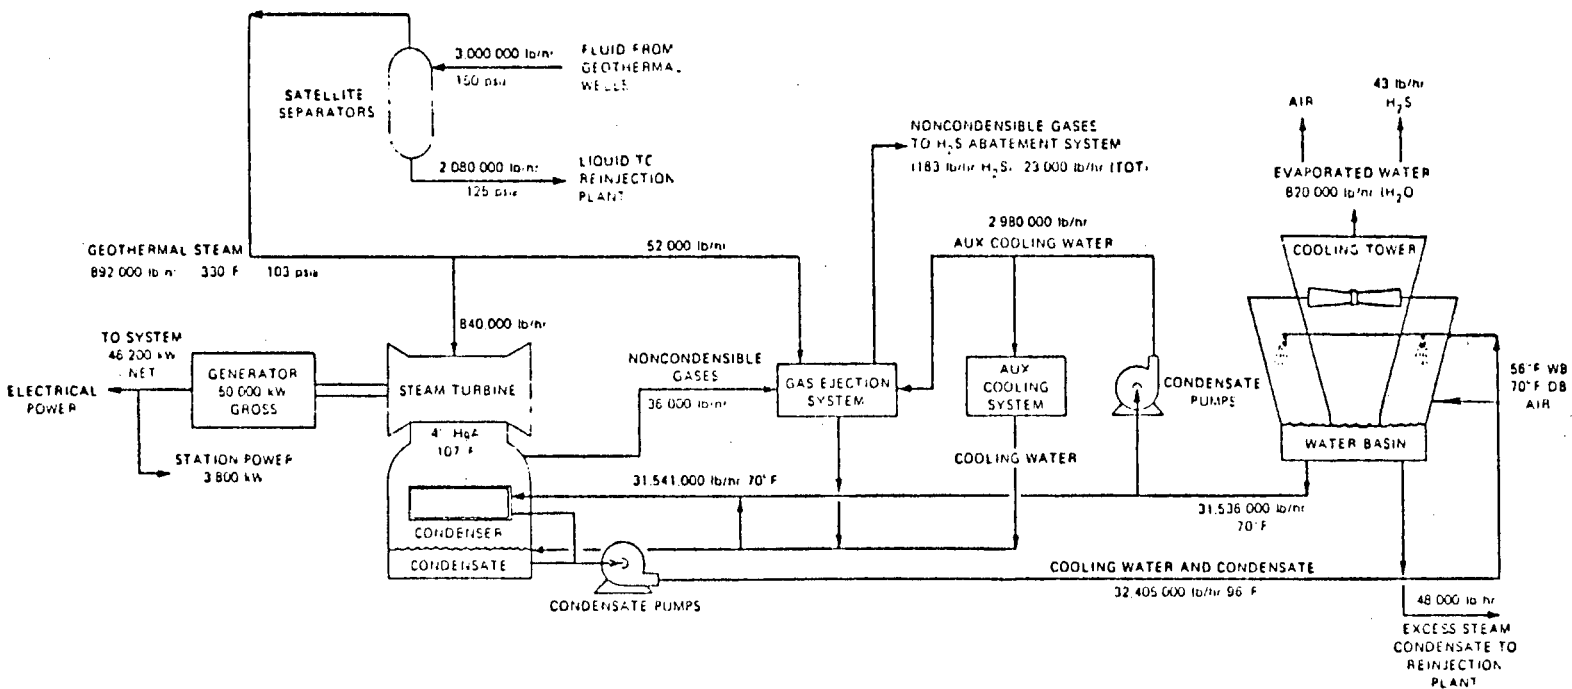 3,000,000 lb/hr
160 psia
FLUID FROM
GEOTHERMAL
WELLS
SATELLITE
SEPARATORS
2 080 000 lb/hr
125 psia
LIQUID TO
REINJECTION
PLANT
NONCONDENSIBLE GASES
TO H2S ABATEMENT SYSTEM
(183 lb/hr H2S) 23 000 lb/hr (TOT)
AIR
43 lb/hr
H2S
EVAPORATED WATER
820 000 lb/hr (H2O
COOLING TOWER
GEOTHERMAL STEAM
892 000 lb/hr 330 F 103 psia
52 000 lb/hr
2 980 000 lb/hr
AUX COOLING WATER
840,000 lb/hr
TO SYSTEM
46 200 kW
NET
ELECTRICAL
POWER
GENERATOR
50 000 kW
GROSS
STEAM TURBINE
STATION POWER
3 800 kW
4" HgA
107 F
NONCONDENSIBLE
GASES
36 000 lb/hr
GAS EJECTION
SYSTEM
AUX
COOLING
SYSTEM
CONDENSATE
PUMPS
56°F WB
70°F DB
AIR
WATER BASIN
COOLING WATER
31,541,000 lb/hr 70°F
31,536 000 lb/hr
70°F
CONDENSER
CONDENSATE
CONDENSATE PUMPS
COOLING WATER AND CONDENSATE
32,405,000 lb/hr 96 F
48 000 lb hr
EXCESS STEAM
CONDENSATE TO
REINJECTION
PLANT